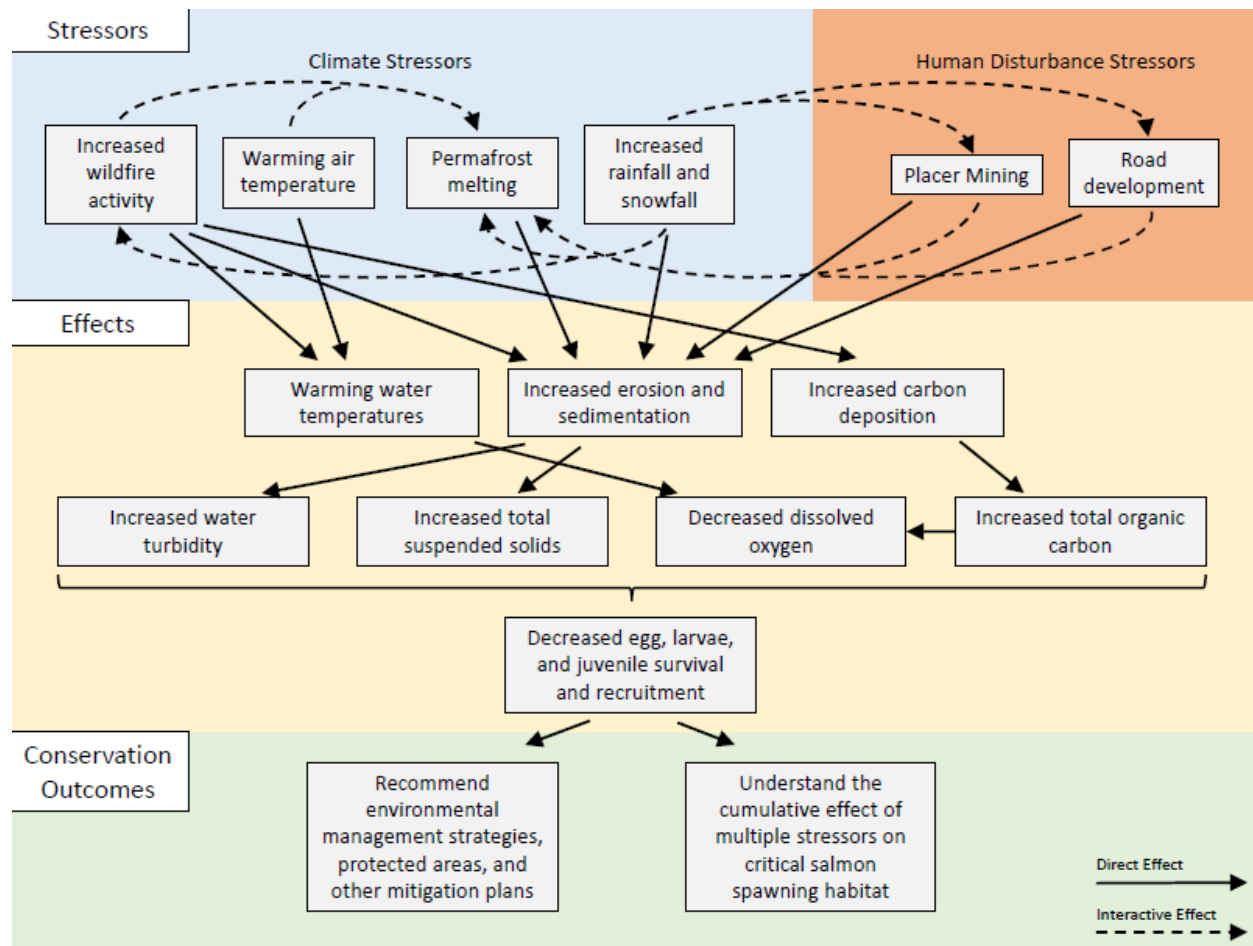 Stressors
Climate Stressors
Human Disturbance Stressors
Increased
wildfire
activity
Warming air
temperature
Permafrost
melting
Increased
rainfall and
snowfall
Placer Mining
Road
development
Effects
Warming water
temperatures
Increased erosion and
sedimentation
Increased carbon
deposition
Increased water
turbidity
Increased total
suspended solids
Decreased dissolved
oxygen
Increased total organic
carbon
Decreased egg, larvae,
and juvenile survival
and recruitment
Conservation
Outcomes
Recommend
environmental
management strategies,
protected areas, and
other mitigation plans
Understand the
cumulative effect of
multiple stressors on
critical salmon
spawning habitat
Direct Effect
Interactive Effect